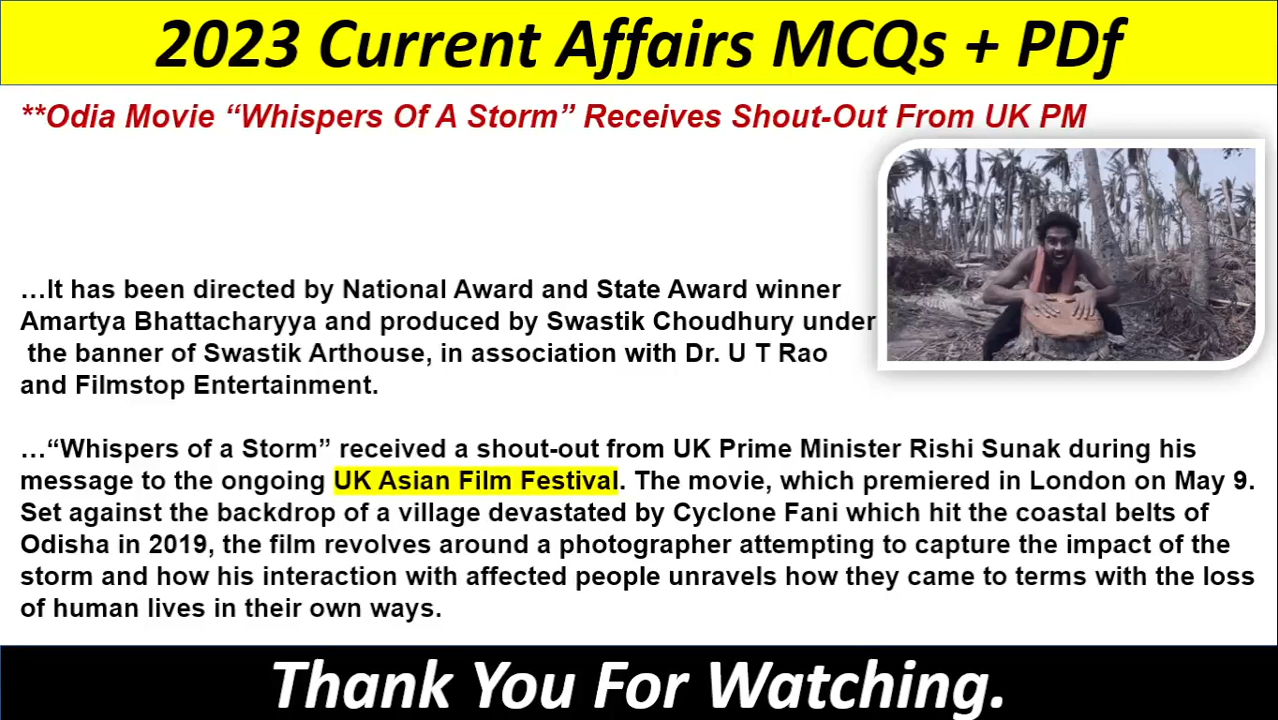 2023 Current Affairs MCQs + PDf
**Odia Movie “Whispers Of A Storm” Receives Shout-Out From UK PM
…It has been directed by National Award and State Award winner
Amartya Bhattacharyya and produced by Swastik Choudhury under
the banner of Swastik Arthouse, in association with Dr. U T Rao
and Filmstop Entertainment.
…“Whispers of a Storm” received a shout-out from UK Prime Minister Rishi Sunak during his
message to the ongoing UK Asian Film Festival. The movie, which premiered in London on May 9.
Set against the backdrop of a village devastated by Cyclone Fani which hit the coastal belts of
Odisha in 2019, the film revolves around a photographer attempting to capture the impact of the
storm and how his interaction with affected people unravels how they came to terms with the loss
of human lives in their own ways.
Thank You For Watching.